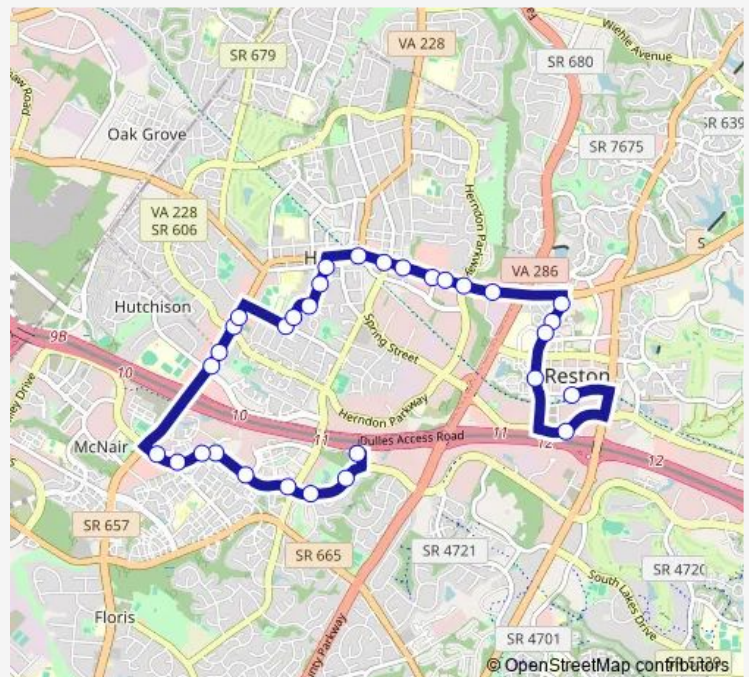 SR 679
VA 228
SR 680
Wiehle Avenue
Oak Grove
SR 639
SR 7675
Herndon Parkway
VA 228
SR 606
H
VA 286
S
Hutchison
9B
10
Spring Street
Reston
10
Herndon Parkway
11
Dulles Access Road
11
12
12
McNair
SR 657
SR 665
SR 4721
SR 4720
South Lakes Drive
Floris
SR 4701
© OpenStreetMap contributors